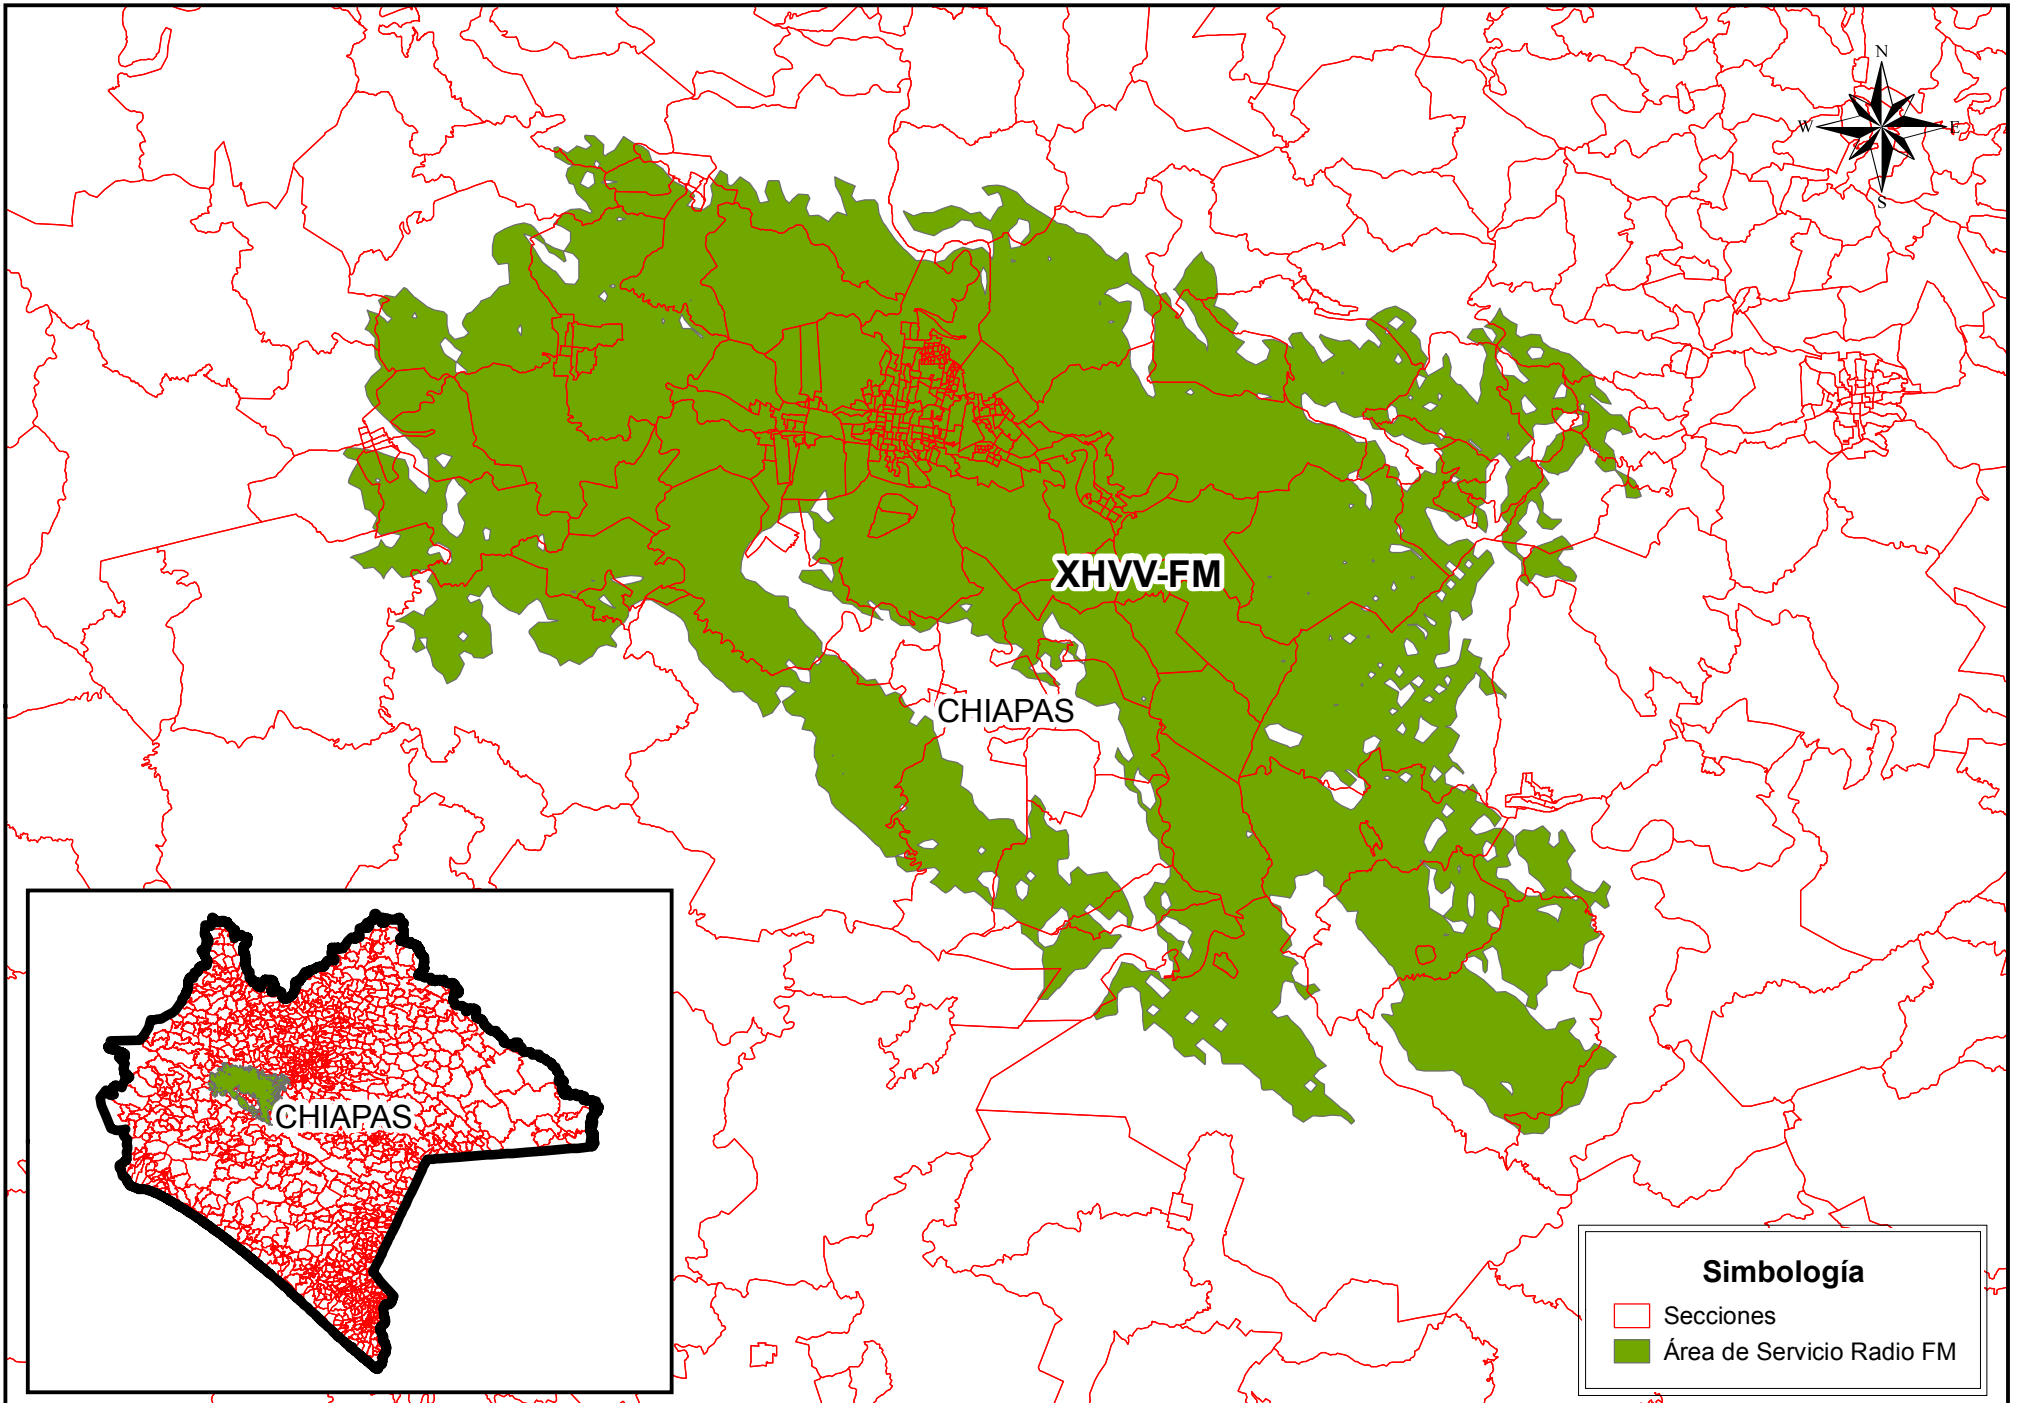 N
W E
S
XHVV-FM
CHIAPAS
CHIAPAS
Simbología
Secciones
Área de Servicio Radio FM